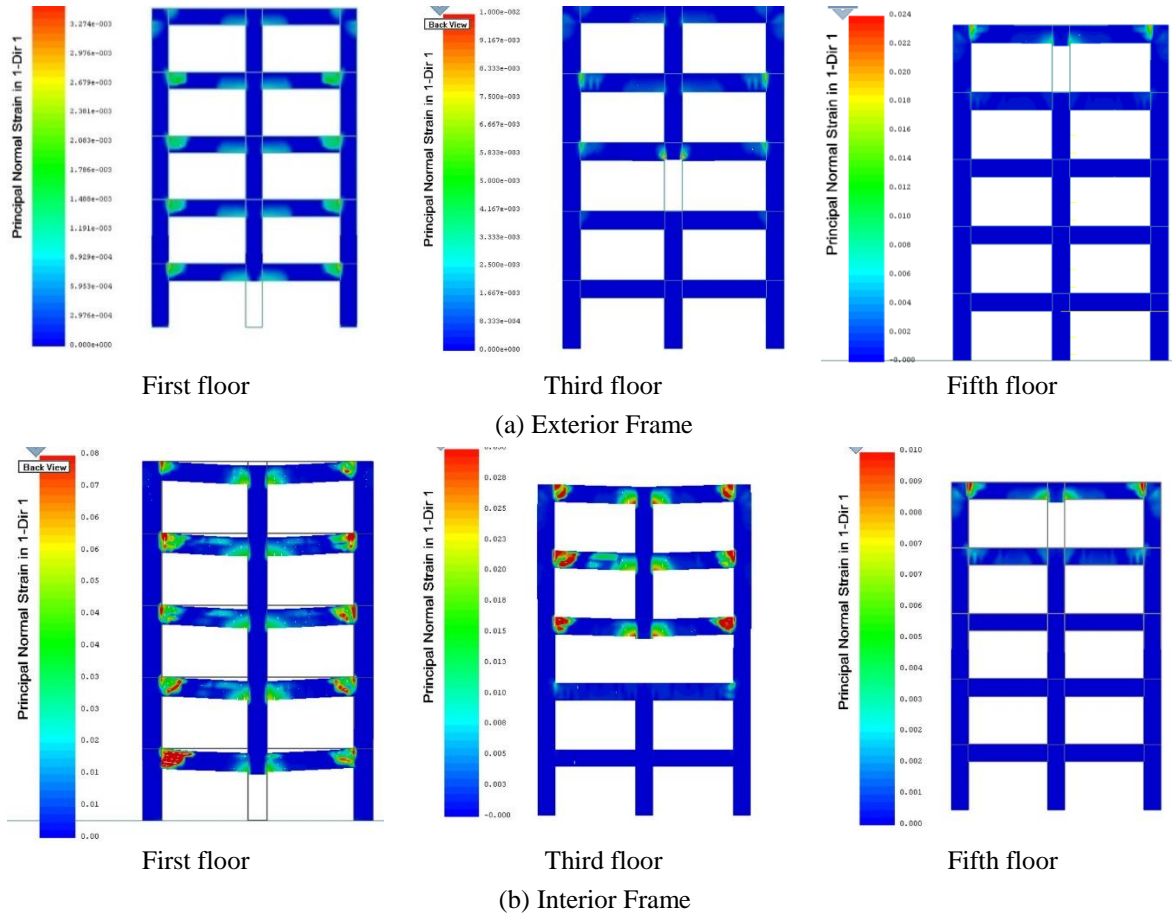 Principal Normal Strain in 1-Dir 1
3.274e-003
2.976e-003
2.679e-003
2.381e-003
2.083e-003
1.786e-003
1.488e-003
1.191e-003
8.929e-004
5.953e-004
2.976e-004
0.000e+000
Back View
Principal Normal Strain in 1-Dir 1
1.000e-002
9.167e-003
8.333e-003
7.500e-003
6.667e-003
5.833e-003
5.000e-003
4.167e-003
3.333e-003
2.500e-003
1.667e-003
8.333e-004
0.000e+000
Principal Normal Strain in 1-Dir 1
0.024
0.022
0.020
0.018
0.016
0.014
0.012
0.010
0.008
0.006
0.004
0.002
-0.000
First floor
Third floor
Fifth floor
(a) Exterior Frame
Back View
Principal Normal Strain in 1-Dir 1
0.08
0.07
0.07
0.06
0.05
0.05
0.04
0.03
0.03
0.02
0.01
0.01
0.00
Principal Normal Strain in 1-Dir 1
0.028
0.025
0.023
0.020
0.018
0.015
0.013
0.010
0.008
0.005
0.003
-0.000
Principal Normal Strain in 1-Dir 1
0.010
0.009
0.008
0.007
0.006
0.005
0.004
0.003
0.002
0.001
0.000
First floor
Third floor
Fifth floor
(b) Interior Frame